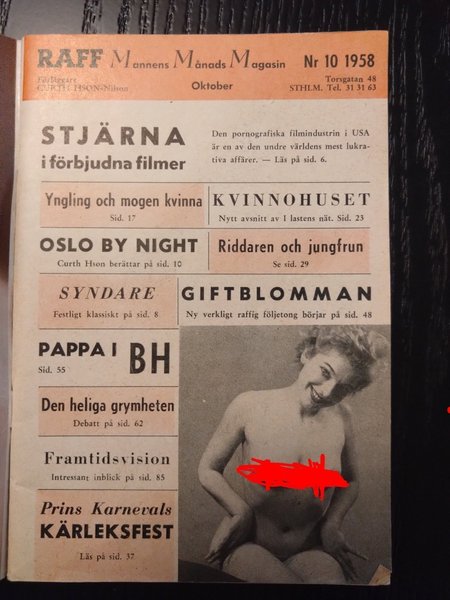 RAFF Mannens Månads Magasin Nr 10 1958
Förläggare
CURTH HSON-Nilson
Oktober
Torsgatan 48
STHLM. Tel. 31 31 63
STJÄRNA
i förbjudna filmer
Den pornografiska filmindustrin i USA
är en av den undre världens mest lukra-
tiva affärer. — Läs på sid. 6.
Yngling och mogen kvinna
Sid. 17
KVINNOHUSET
Nytt avsnitt av I lastens nät. Sid. 23
OSLO BY NIGHT
Curth Hson berättar på sid. 10
Riddaren och jungfrun
Se sid. 29
SYNDARE
Festligt klassiskt på sid. 8
GIFTBLOMMAN
Ny verkligt raffig följetong börjar på sid. 48
PAPPA I BH
Sid. 55
Den heliga grymheten
Debatt på sid. 62
Framtidsvision
Intressant inblick på sid. 85
Prins Karnevals
KÄRLEKSFEST
Läs på sid. 37